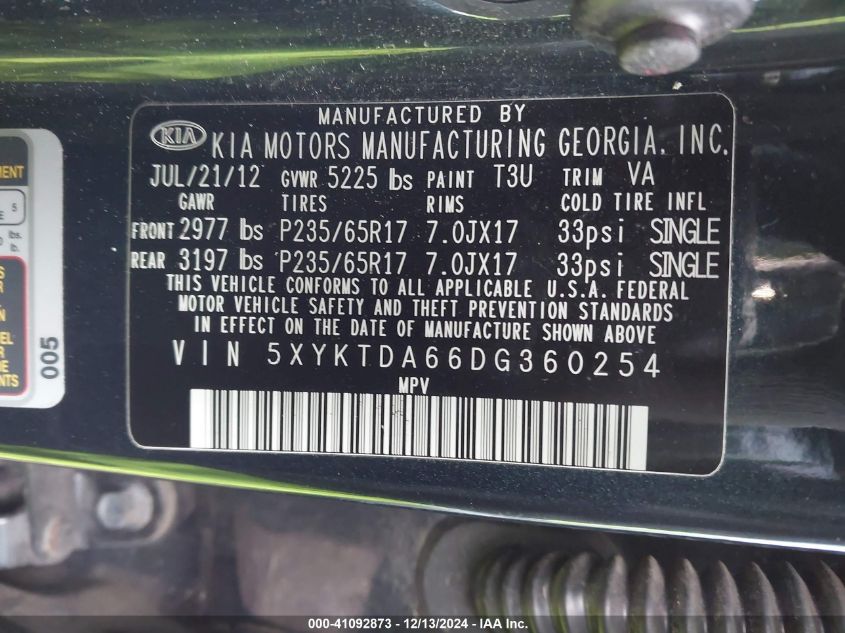 MANUFACTURED BY
KIA KIA MOTORS MANUFACTURING GEORGIA, INC.
JUL/21/12 GVWR 5225 lbs PAINT T3U TRIM VA
GAWR TIRES RIMS COLD TIRE INFL
FRONT 2977 lbs P235/65R17 7.0JX17 33psi SINGLE
REAR 3197 lbs P235/65R17 7.0JX17 33psi SINGLE
THIS VEHICLE CONFORMS TO ALL APPLICABLE U.S.A. FEDERAL
MOTOR VEHICLE SAFETY AND THEFT PREVENTION STANDARDS
IN EFFECT ON THE DATE OF MANUFACTURE SHOWN ABOVE
VIN 5XYKTDA66DG360254
MPV
5
lbs.
lb.
005
000-41092873 - 12/13/2024 - IAA Inc.